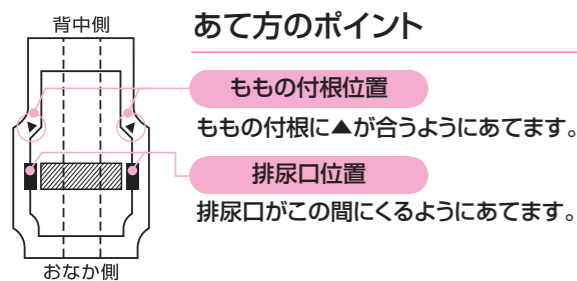 背中側
あて方のポイント
ももの付根位置
ももの付根に▲が合うようにあてます。
排尿口位置
排尿口がこの間にくるようにあてます。
おなか側